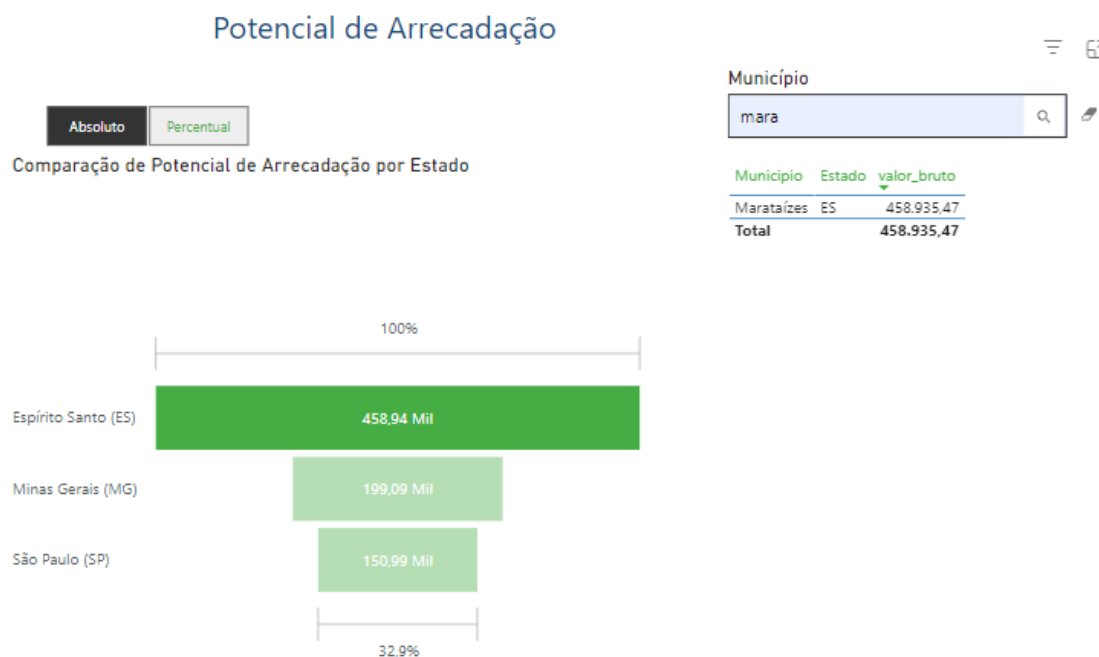 Potencial de Arrecadação
Município
mara
Absoluto Percentual
Comparação de Potencial de Arrecadação por Estado
Municipio Estado valor_bruto
Marataízes ES 458.935,47
Total 458.935,47
100%
Espírito Santo (ES) 458,94 Mil
Minas Gerais (MG) 199,09 Mil
São Paulo (SP) 150,99 Mil
32.9%